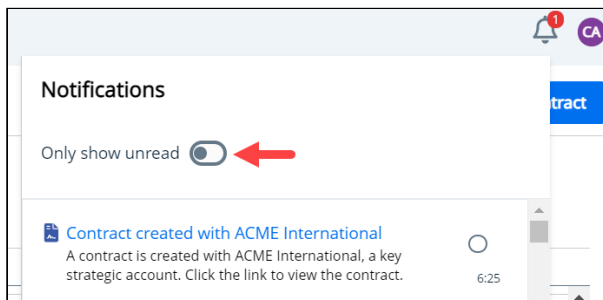 1
CA
Notifications
tract
Only show unread
Contract created with ACME International
A contract is created with ACME International, a key
strategic account. Click the link to view the contract.
6:25